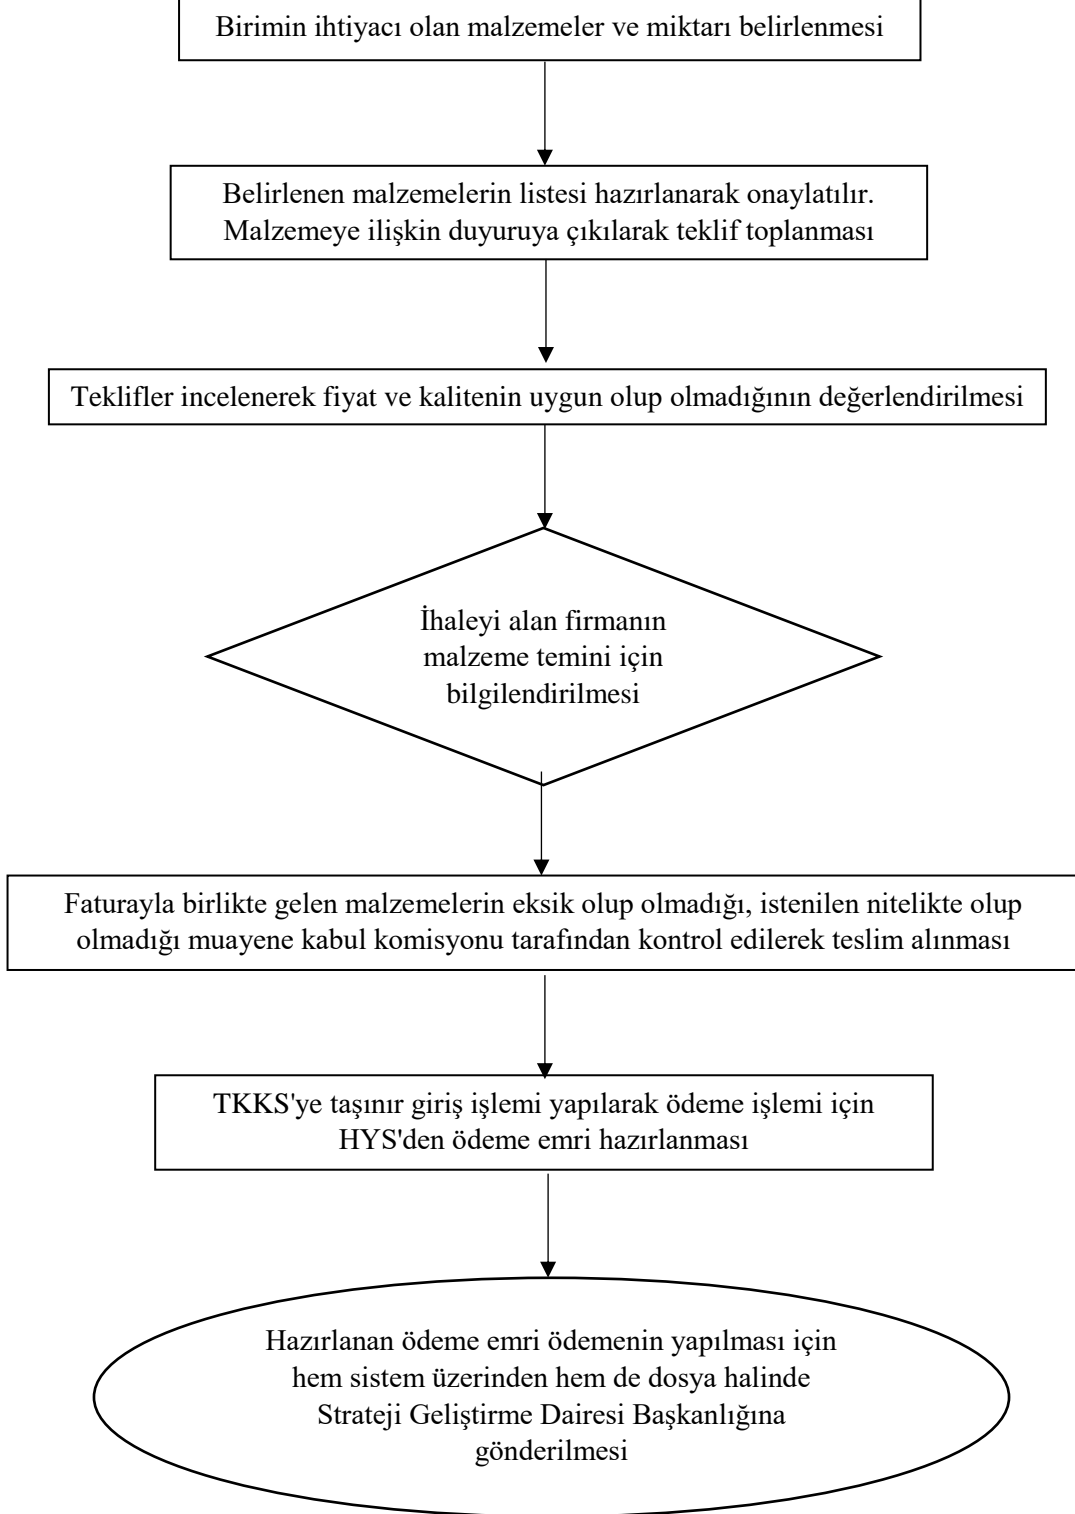 Birimin ihtiyacı olan malzemeler ve miktarı belirlenmesi
Belirlenen malzemelerin listesi hazırlanarak onaylatılır.
Malzemeye ilişkin duyuruya çıkılarak teklif toplanması
Teklifler incelenerek fiyat ve kalitenin uygun olup olmadığının değerlendirilmesi
İhaleyi alan firmanın
malzeme temini için
bilgilendirilmesi
Faturayla birlikte gelen malzemelerin eksik olup olmadığı, istenilen nitelikte olup
olmadığı muayene kabul komisyonu tarafından kontrol edilerek teslim alınması
TKKS'ye taşınır giriş işlemi yapılarak ödeme işlemi için
HYS'den ödeme emri hazırlanması
Hazırlanan ödeme emri ödemenin yapılması için
hem sistem üzerinden hem de dosya halinde
Strateji Geliştirme Dairesi Başkanlığına
gönderilmesi